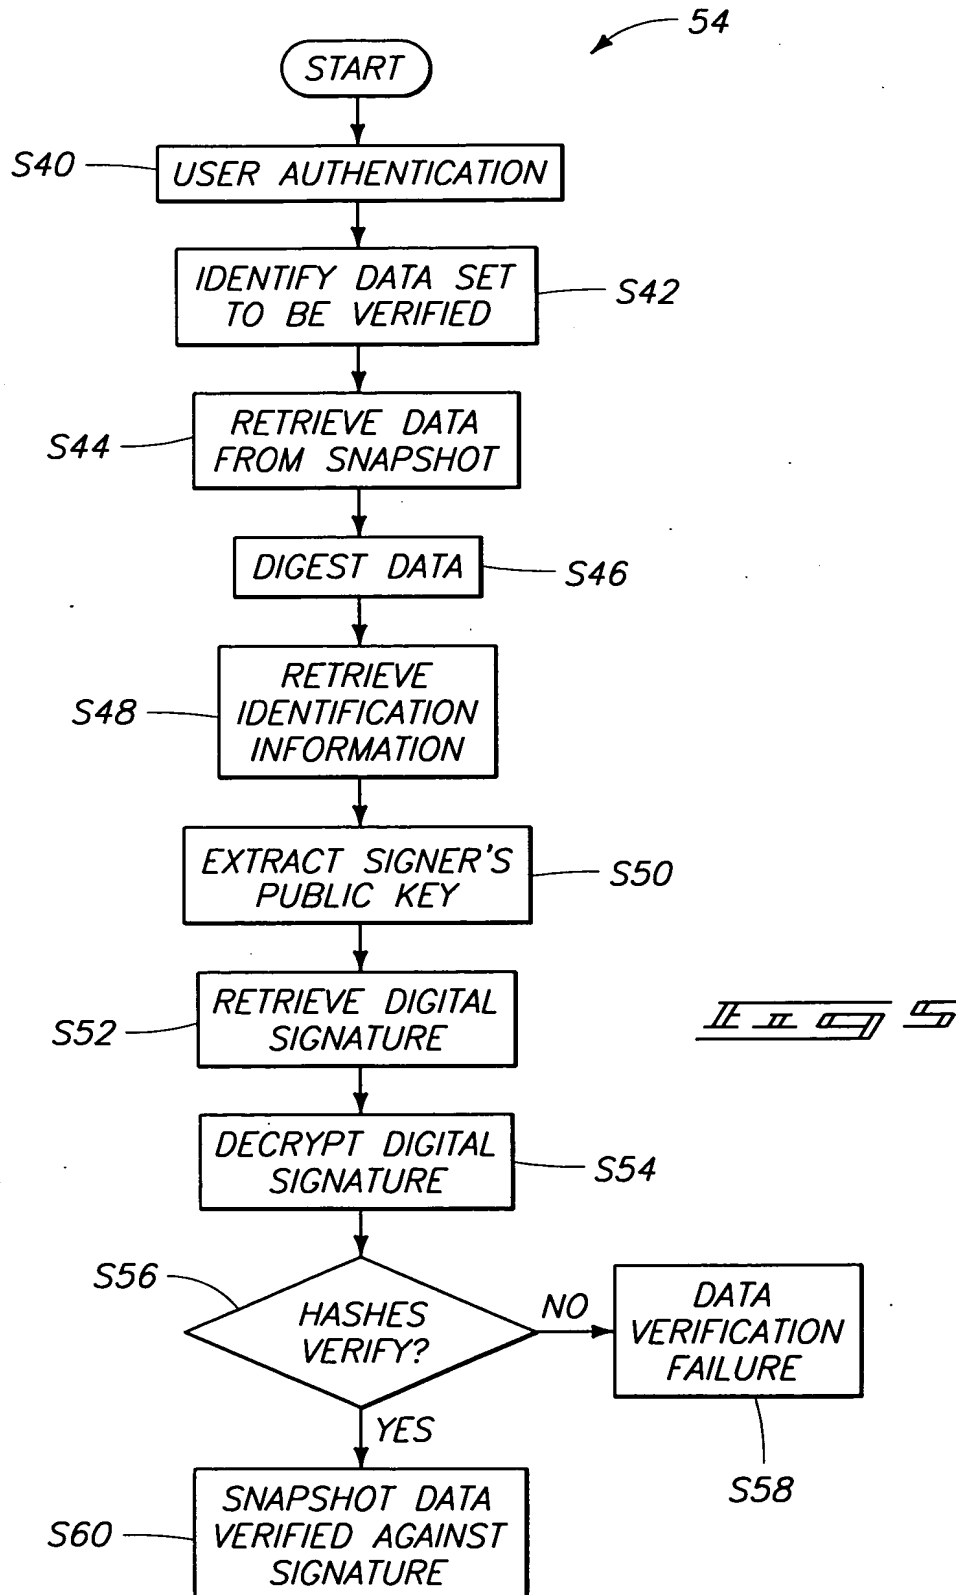 54
START
S40
USER AUTHENTICATION
IDENTIFY DATA SET
TO BE VERIFIED
S42
S44
RETRIEVE DATA
FROM SNAPSHOT
DIGEST DATA
S46
S48
RETRIEVE
IDENTIFICATION
INFORMATION
EXTRACT SIGNER'S
PUBLIC KEY
S50
S52
RETRIEVE DIGITAL
SIGNATURE
FIG 5
DECRYPT DIGITAL
SIGNATURE
S54
S56
HASHES
VERIFY?
NO
DATA
VERIFICATION
FAILURE
YES
S58
S60
SNAPSHOT DATA
VERIFIED AGAINST
SIGNATURE